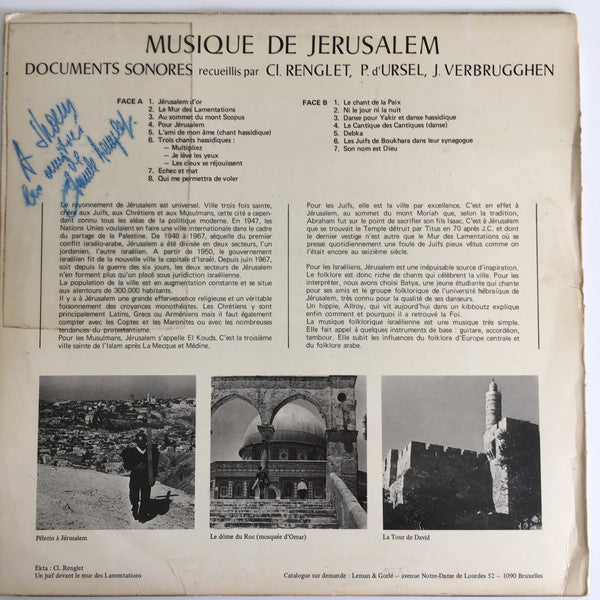 MUSIQUE DE JERUSALEM
DOCUMENTS SONORES recueillis par Cl. RENGLET, P. d'URSEL, J. VERBRUGGHEN
FACE A
1. Jérusalem d'or
2. Le Mur des Lamentations
3. Au sommet du mont Scopus
4. Pour Jérusalem
5. L'ami de mon âme (chant hassidique)
6. Trois chants hassidiques :
— Multipliez
— Je lève les yeux
— Les cieux se réjouissent
7. Echec et mat
8. Qui me permettra de voler
FACE B
1. Le chant de la Paix
2. Ni le jour ni la nuit
3. Danse pour Yakir et danse hassidique
4. Le Cantique des Cantiques (danse)
5. Debka
6. Les Juifs de Boukhara dans leur synagogue
7. Son nom est Dieu
A
Le rayonnement de Jérusalem est universel. Ville trois fois sainte,
chère aux Juifs, aux Chrétiens et aux Musulmans, cette cité a cepen-
dant connu tous les aléas de la politique moderne. En 1947, les
Nations Unies voulaient en faire une ville internationale dans le cadre
du partage de la Palestine. De 1948 à 1967, séquelle du premier
conflit israélo-arabe, Jérusalem a été divisée en deux secteurs, l'un
jordanien, l'autre israélien. A partir de 1950, le gouvernement
israélien fit de la nouvelle ville la capitale d'Israël. Depuis juin 1967,
soit depuis la guerre des six jours, les deux secteurs de Jérusalem
n'en forment plus qu'un placé sous juridiction israélienne.
La population de la ville est en augmentation constante et se situe
aux alentours de 300.000 habitants.
Il y a à Jérusalem une grande effervescence religieuse et un véritable
foisonnement des croyances monothéistes. Les Chrétiens y sont
principalement Latins, Grecs ou Arméniens mais il faut également
compter avec les Coptes et les Maronites ou avec les nombreuses
tendances du protestantisme.
Pour les Musulmans, Jérusalem s'appelle El Kouds. C'est la troisième
ville sainte de l'Islam après La Mecque et Médine.
Pour les Juifs, elle est la ville par excellence. C'est en effet à
Jérusalem, au sommet du mont Moriah que, selon la tradition,
Abraham fut sur le point de sacrifier son fils Issac. C'est à Jérusalem
que se trouvait le Temple détruit par Titus en 70 après J.C. et dont
le dernier vestige n'est autre que le Mur des Lamentations où se
presse quotidiennement une foule de Juifs pieux vêtus comme on
l'était encore au seizième siècle.
Pour les Israéliens, Jérusalem est une inépuisable source d'inspiration.
Le folklore est donc riche de chants qui célèbrent la ville. Pour les
interpréter, nous avons choisi Batya, une jeune étudiante qui chante
pour ses amis et le groupe folklorique de l'université hébraïque de
Jérusalem, très connu pour la qualité de ses danseurs.
Un hippie, Allroy, qui vit aujourd'hui dans un kibboutz explique
enfin comment et pourquoi il a retrouvé la Foi.
La musique folklorique israélienne est une musique très simple.
Elle fait appel à quelques instruments de base : guitare, accordéon,
tambour. Elle subit les influences du folklore d'Europe centrale et
du folklore arabe.
Pèlerin à Jérusalem
Le dôme du Roc (mosquée d'Omar)
La Tour de David
Ekta : Cl. Renglet
Un juif devant le mur des Lamentations
Catalogue sur demande : Leman & Gorlé — avenue Notre-Dame de Lourdes 52 — 1090 Bruxelles